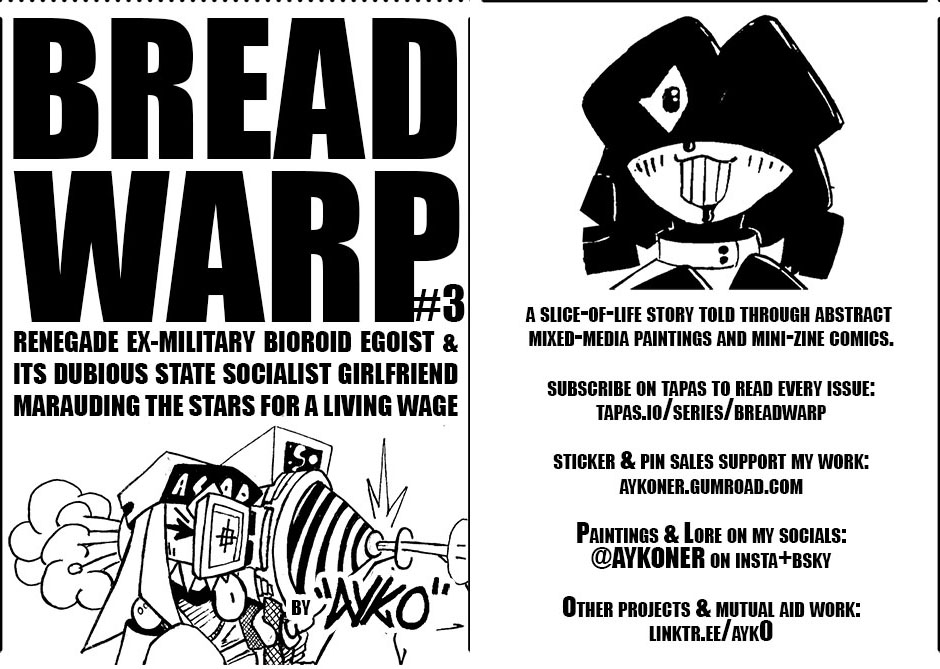 BREAD
WARP
#3
RENEGADE EX-MILITARY BIOROID EGOIST &
ITS DUBIOUS STATE SOCIALIST GIRLFRIEND
MARAUDING THE STARS FOR A LIVING WAGE
BY "AYKO"
A SLICE-OF-LIFE STORY TOLD THROUGH ABSTRACT
MIXED-MEDIA PAINTINGS AND MINI-ZINE COMICS.
SUBSCRIBE ON TAPAS TO READ EVERY ISSUE:
TAPAS.IO/SERIES/BREADWARP
STICKER & PIN SALES SUPPORT MY WORK:
AYKONER.GUMROAD.COM
PAINTINGS & LORE ON MY SOCIALS:
@AYKONER ON INSTA+BSKY
OTHER PROJECTS & MUTUAL AID WORK:
LINKTR.EE/AYK0